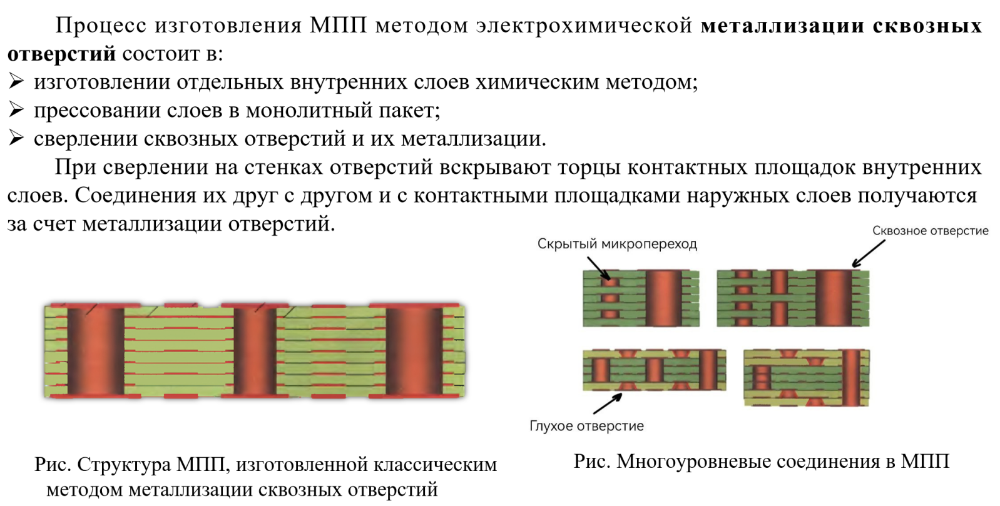 Процесс изготовления МПП методом электрохимической металлизации сквозных
отверстий состоит в:
➢ изготовлении отдельных внутренних слоев химическим методом;
➢ прессовании слоев в монолитный пакет;
➢ сверлении сквозных отверстий и их металлизации.
При сверлении на стенках отверстий вскрывают торцы контактных площадок внутренних
слоев. Соединения их друг с другом и с контактными площадками наружных слоев получаются
за счет металлизации отверстий.
Сквозное отверстие
Скрытый микропереход
Глухое отверстие
Рис. Структура МПП, изготовленной классическим
методом металлизации сквозных отверстий
Рис. Многоуровневые соединения в МПП